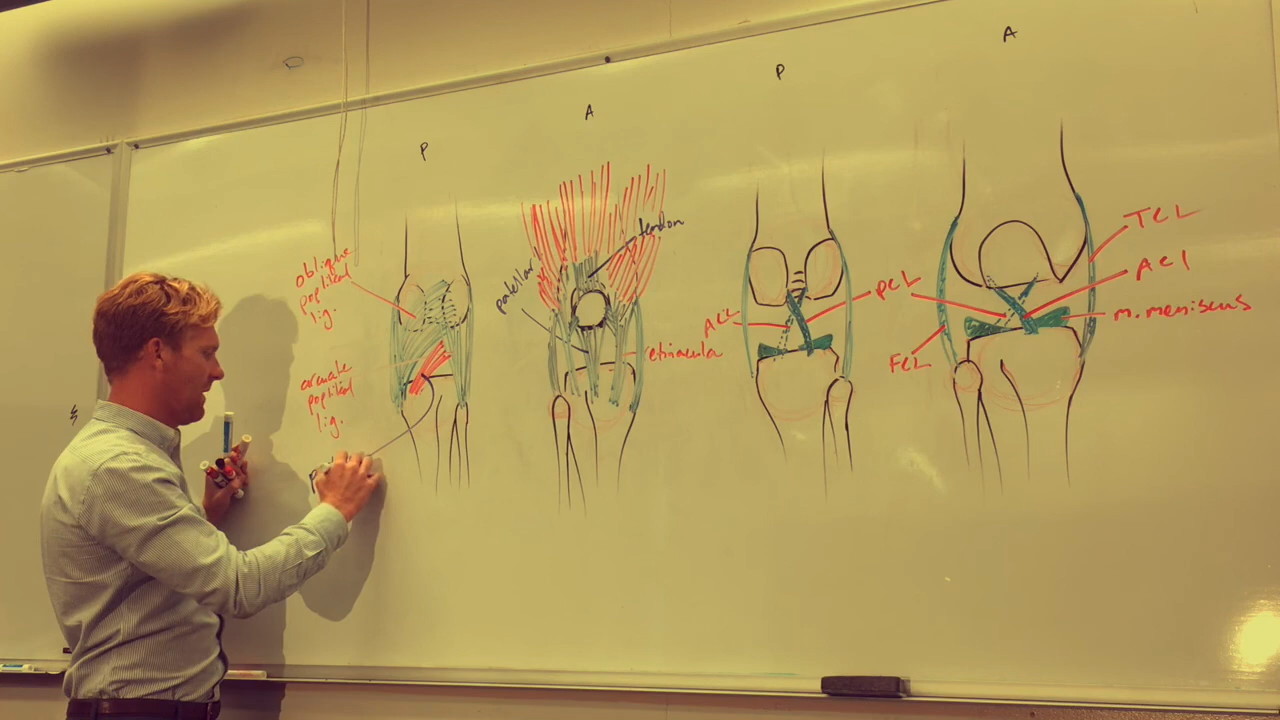 P
A
P
A
oblique
popliteal
lig.
arcuate
popliteal
lig.
tendon
patellar
retinacula
ACL
PCL
FCL
TCL
ACl
m. meniscus